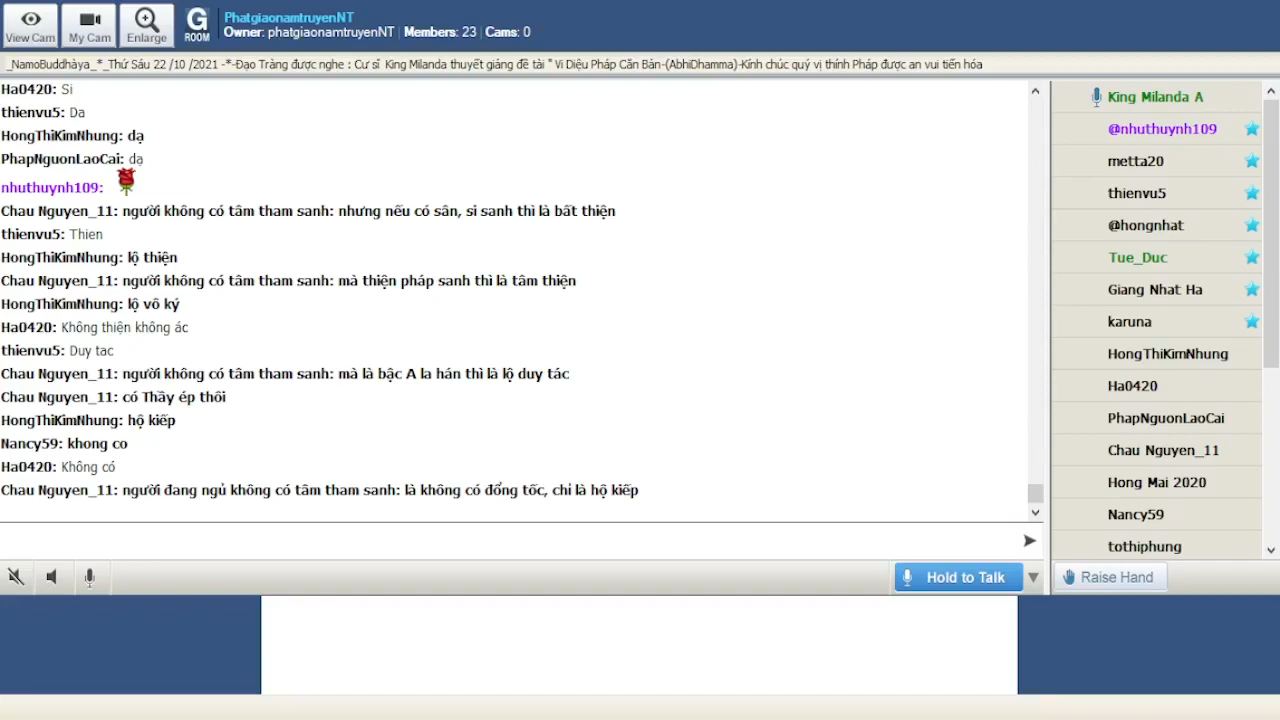 View Cam
My Cam
Enlarge
G
ROOM
PhatgiaonamtruyenNT
Owner: phatgiaonamtruyenNT | Members: 23 | Cams: 0
_NamoBuddhàya_*_Thứ Sáu 22 /10 /2021 -*-Đạo Tràng được nghe : Cư sĩ King Milanda thuyết giảng đề tài " Vi Diệu Pháp Căn Bản-(AbhiDhamma)-Kính chúc quý vị thính Pháp được an vui tiến hóa
Ha0420: Si
thienvu5: Da
HongThiKimNhung: dạ
PhapNguonLaoCai: dạ
nhuthuynh109:
Chau Nguyen_11: người không có tâm tham sanh: nhưng nếu có sân, si sanh thì là bất thiện
thienvu5: Thien
HongThiKimNhung: lộ thiện
Chau Nguyen_11: người không có tâm tham sanh: mà thiện pháp sanh thì là tâm thiện
HongThiKimNhung: lộ vô ký
Ha0420: Không thiện không ác
thienvu5: Duy tac
Chau Nguyen_11: người không có tâm tham sanh: mà là bậc A la hán thì là lộ duy tác
Chau Nguyen_11: có Thầy ép thôi
HongThiKimNhung: hộ kiếp
Nancy59: khong co
Ha0420: Không có
Chau Nguyen_11: người đang ngủ không có tâm tham sanh: là không có đổng tốc, chỉ là hộ kiếp
King Milanda A
@nhuthuynh109
metta20
thienvu5
@hongnhat
Tue_Duc
Giang Nhat Ha
karuna
HongThiKimNhung
Ha0420
PhapNguonLaoCai
Chau Nguyen_11
Hong Mai 2020
Nancy59
tothiphung
Hold to Talk
Raise Hand